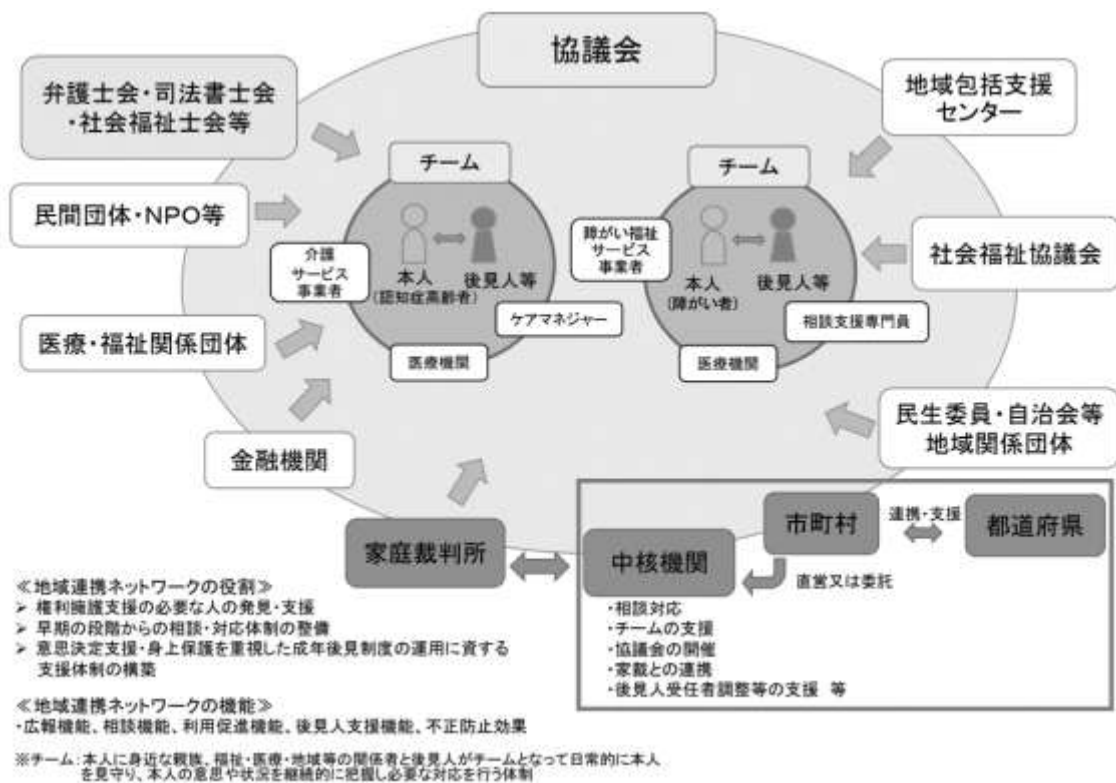 協議会
弁護士会・司法書士会
・社会福祉士会等
地域包括支援
センター
民間団体・NPO等
社会福祉協議会
医療・福祉関係団体
金融機関
民生委員・自治会等
地域関係団体
チーム
介護
サービス
事業者
本人
(認知症高齢者)
後見人等
ケアマネジャー
医療機関
チーム
障がい福祉
サービス
事業者
本人
(障がい者)
後見人等
相談支援専門員
医療機関
家庭裁判所
中核機関
市町村
連携・支援
都道府県
直営又は委託
・相談対応
・チームの支援
・協議会の開催
・家裁との連携
・後見人受任者調整等の支援 等
≪地域連携ネットワークの役割≫
➢ 権利擁護支援の必要な人の発見・支援
➢ 早期の段階からの相談・対応体制の整備
➢ 意思決定支援・身上保護を重視した成年後見制度の運用に資する
支援体制の構築
≪地域連携ネットワークの機能≫
・広報機能、相談機能、利用促進機能、後見人支援機能、不正防止効果
※チーム:本人に身近な親族、福祉・医療・地域等の関係者と後見人がチームとなって日常的に本人
を見守り、本人の意思や状況を継続的に把握し必要な対応を行う体制